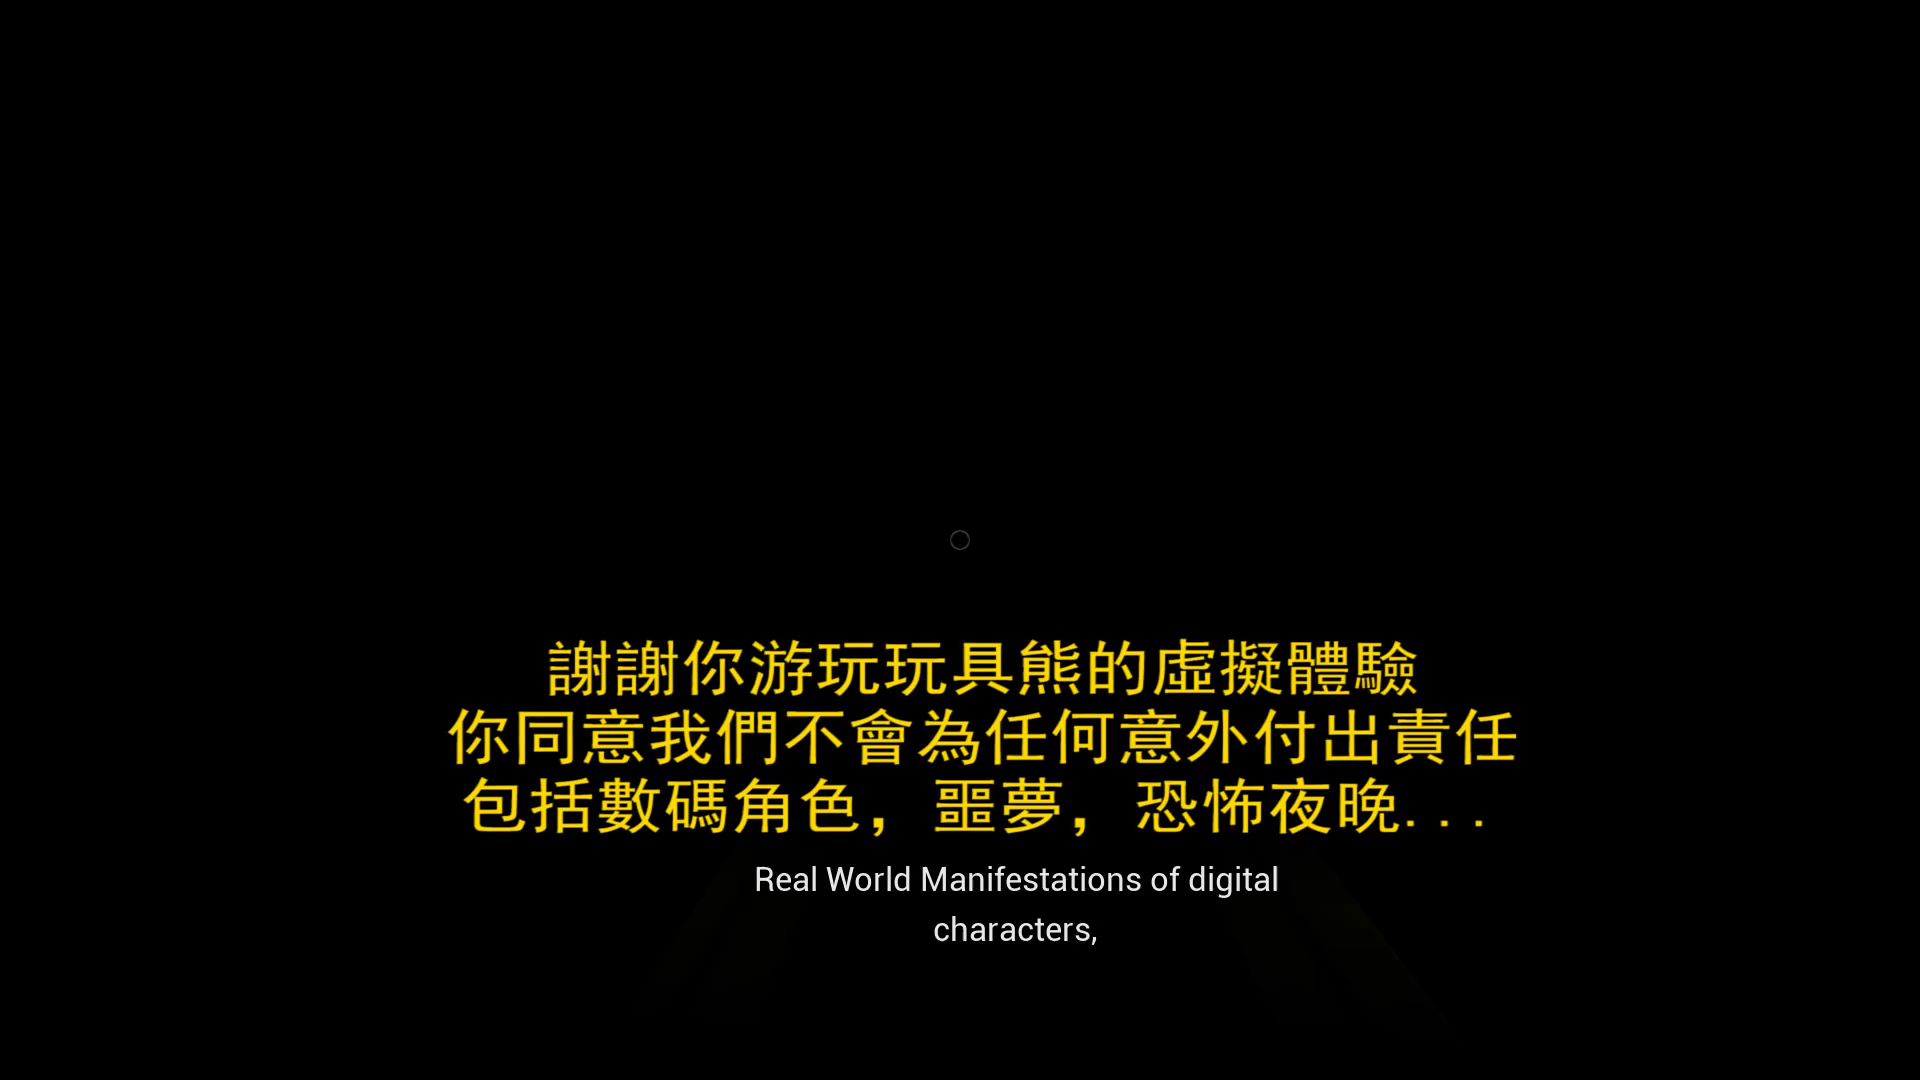 謝謝你游玩玩具熊的虛擬體驗
你同意我們不會為任何意外付出責任
包括數碼角色，噩夢，恐怖夜晚...
Real World Manifestations of digital
characters,